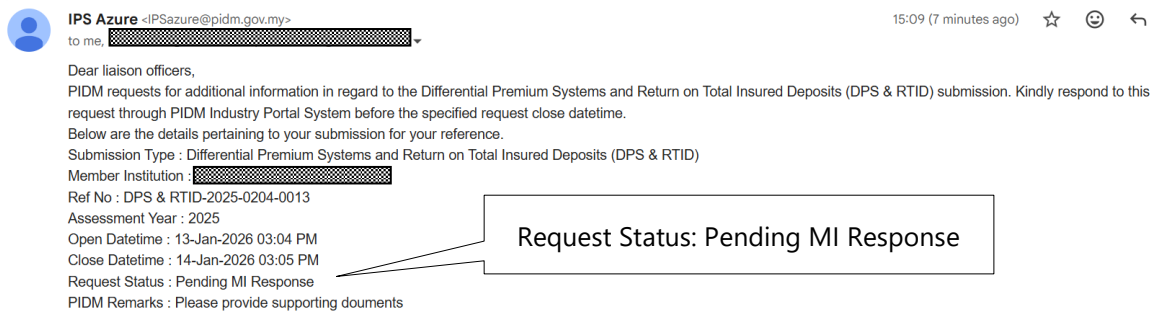 IPS Azure <IPSazure@pidm.gov.my>
15:09 (7 minutes ago)
to me,
Dear liaison officers,
PIDM requests for additional information in regard to the Differential Premium Systems and Return on Total Insured Deposits (DPS & RTID) submission. Kindly respond to this
request through PIDM Industry Portal System before the specified request close datetime.
Below are the details pertaining to your submission for your reference.
Submission Type : Differential Premium Systems and Return on Total Insured Deposits (DPS & RTID)
Member Institution :
Ref No : DPS & RTID-2025-0204-0013
Assessment Year : 2025
Open Datetime : 13-Jan-2026 03:04 PM
Close Datetime : 14-Jan-2026 03:05 PM
Request Status : Pending MI Response
PIDM Remarks : Please provide supporting douments
Request Status: Pending MI Response